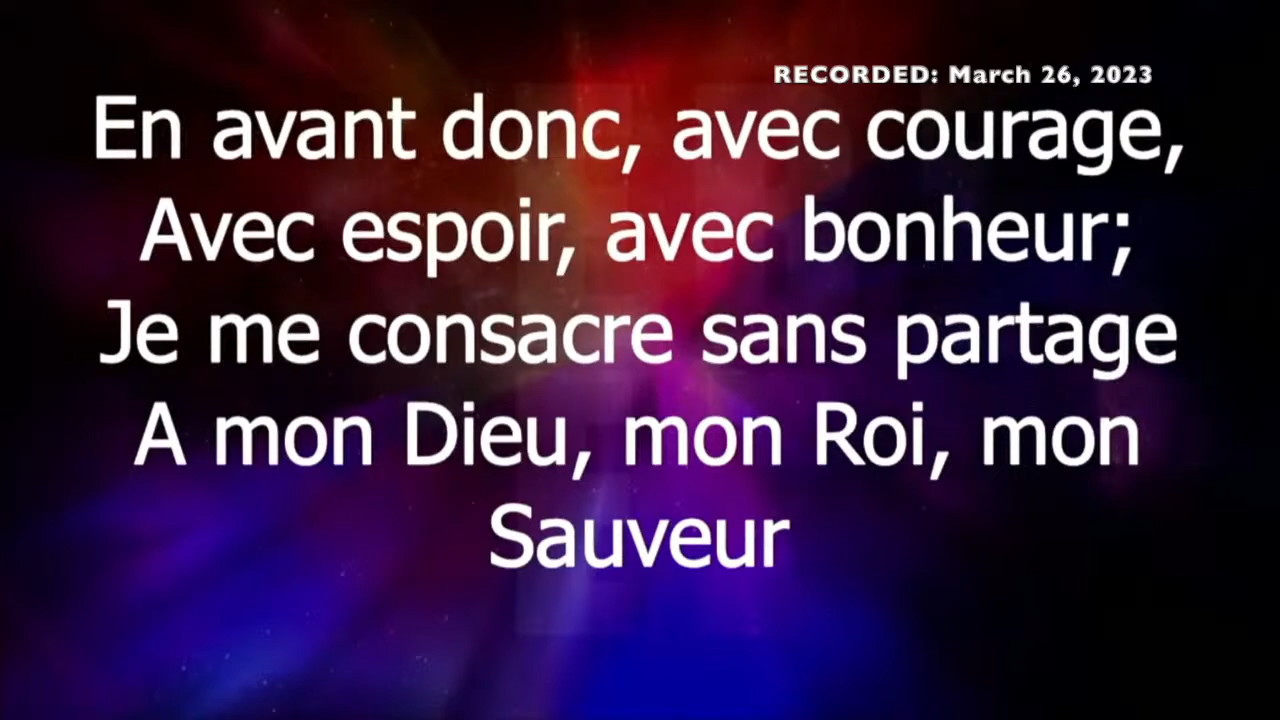 RECORDED: March 26, 2023
En avant donc, avec courage,
Avec espoir, avec bonheur;
Je me consacre sans partage
A mon Dieu, mon Roi, mon
Sauveur